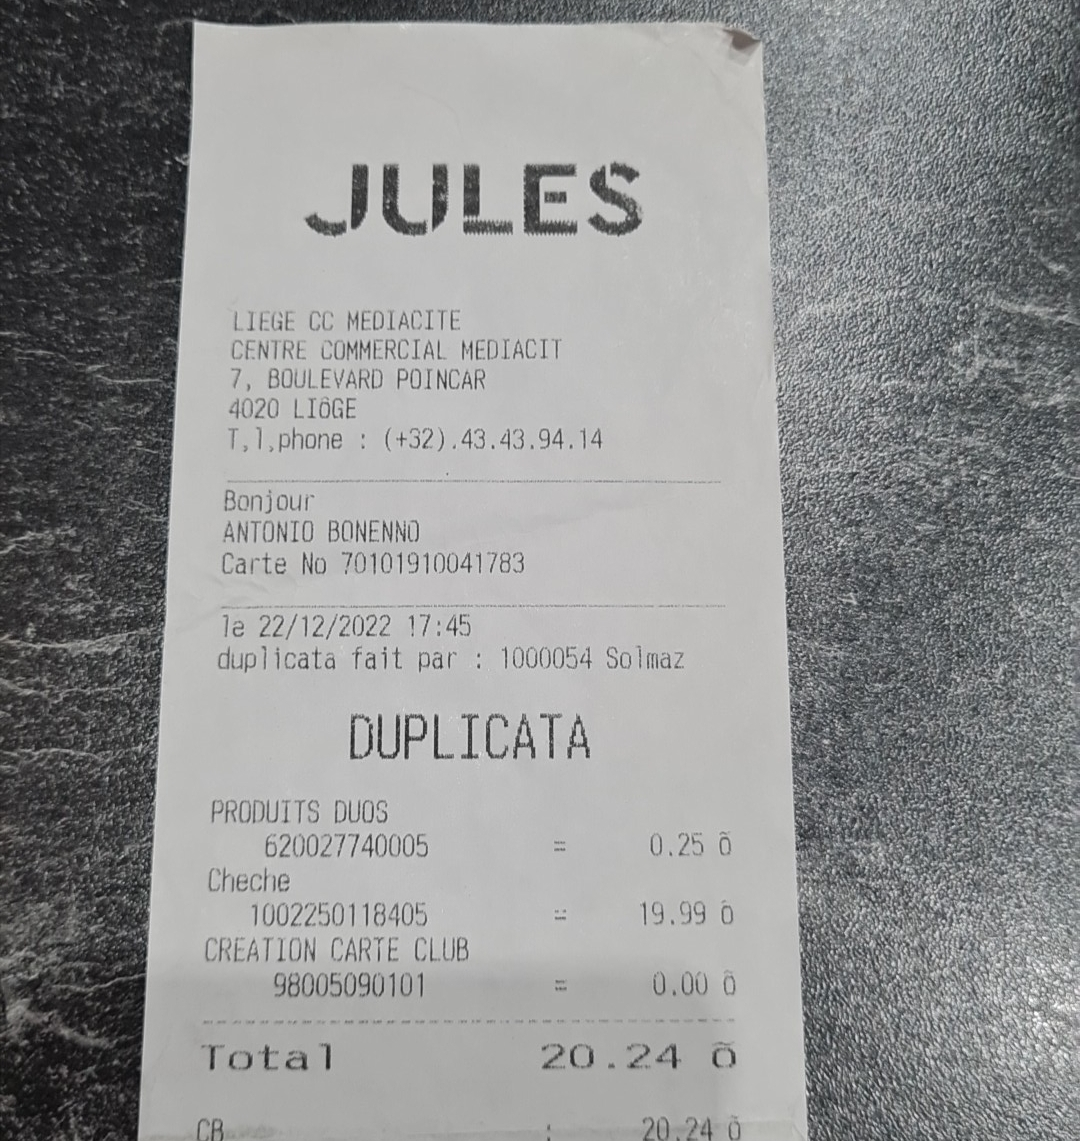 JULES
LIEGE CC MEDIACITE
CENTRE COMMERCIAL MEDIACIT
7, BOULEVARD POINCAR
4020 LIôGE
T,l,phone : (+32).43.43.94.14
Bonjour
ANTONIO BONENNO
Carte No 70101910041783
le 22/12/2022 17:45
duplicata fait par : 1000054 Solmaz
DUPLICATA
PRODUITS DUOS
620027740005 = 0.25 õ
Cheche
1002250118405 = 19.99 õ
CREATION CARTE CLUB
98005090101 = 0.00 õ
Total 20.24 õ
CB : 20.24 õ